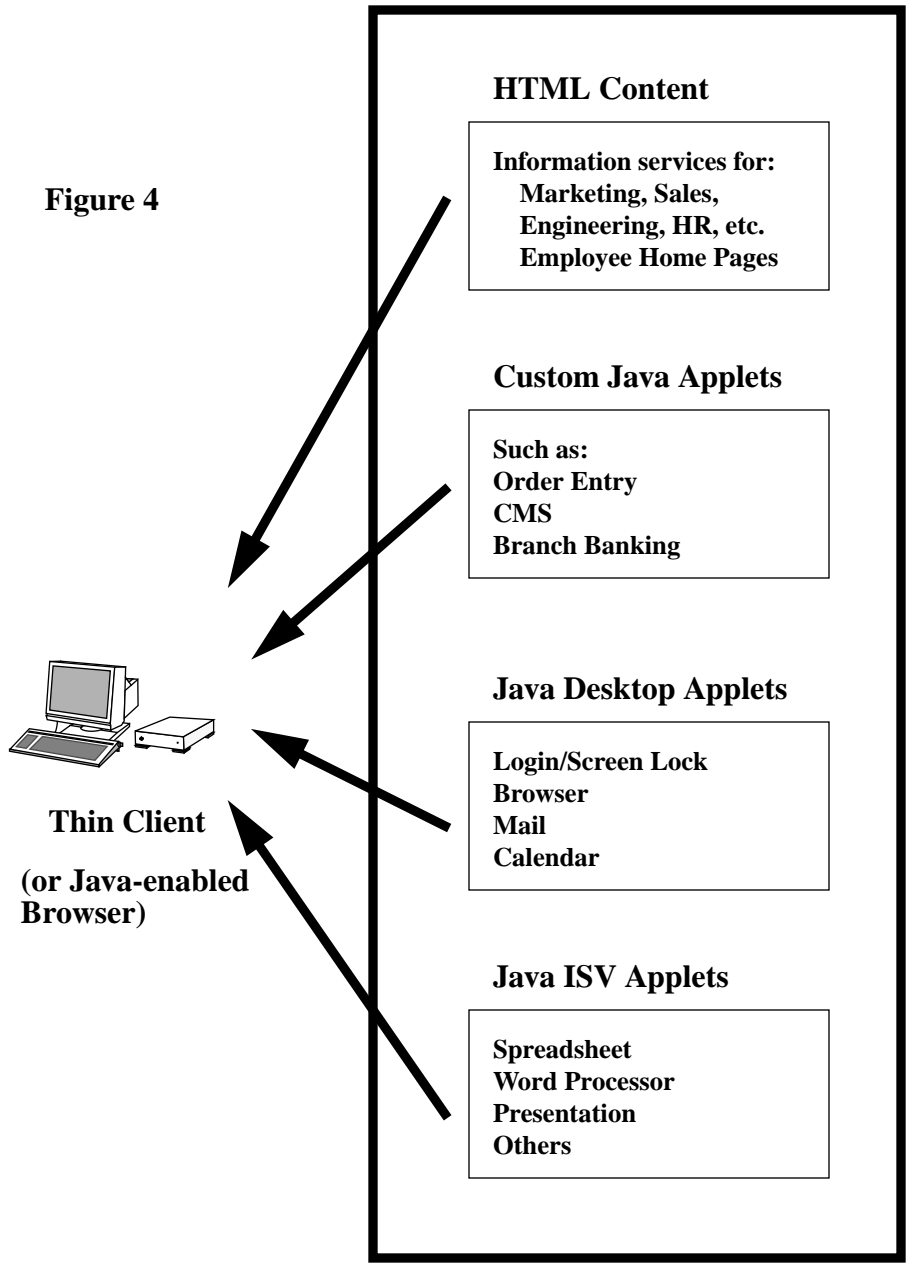 Figure 4
HTML Content
Information services for:
Marketing, Sales,
Engineering, HR, etc.
Employee Home Pages
Custom Java Applets
Such as:
Order Entry
CMS
Branch Banking
Java Desktop Applets
Login/Screen Lock
Browser
Mail
Calendar
Thin Client
(or Java-enabled
Browser)
Java ISV Applets
Spreadsheet
Word Processor
Presentation
Others